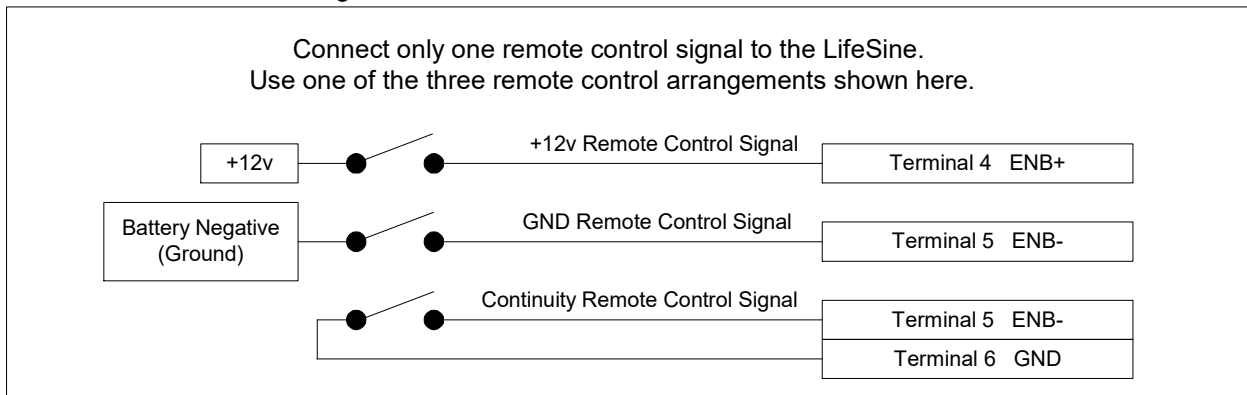 Connect only one remote control signal to the LifeSine.
Use one of the three remote control arrangements shown here.
+12v
+12v Remote Control Signal
Terminal 4 ENB+
Battery Negative
(Ground)
GND Remote Control Signal
Terminal 5 ENB-
Continuity Remote Control Signal
Terminal 5 ENB-
Terminal 6 GND